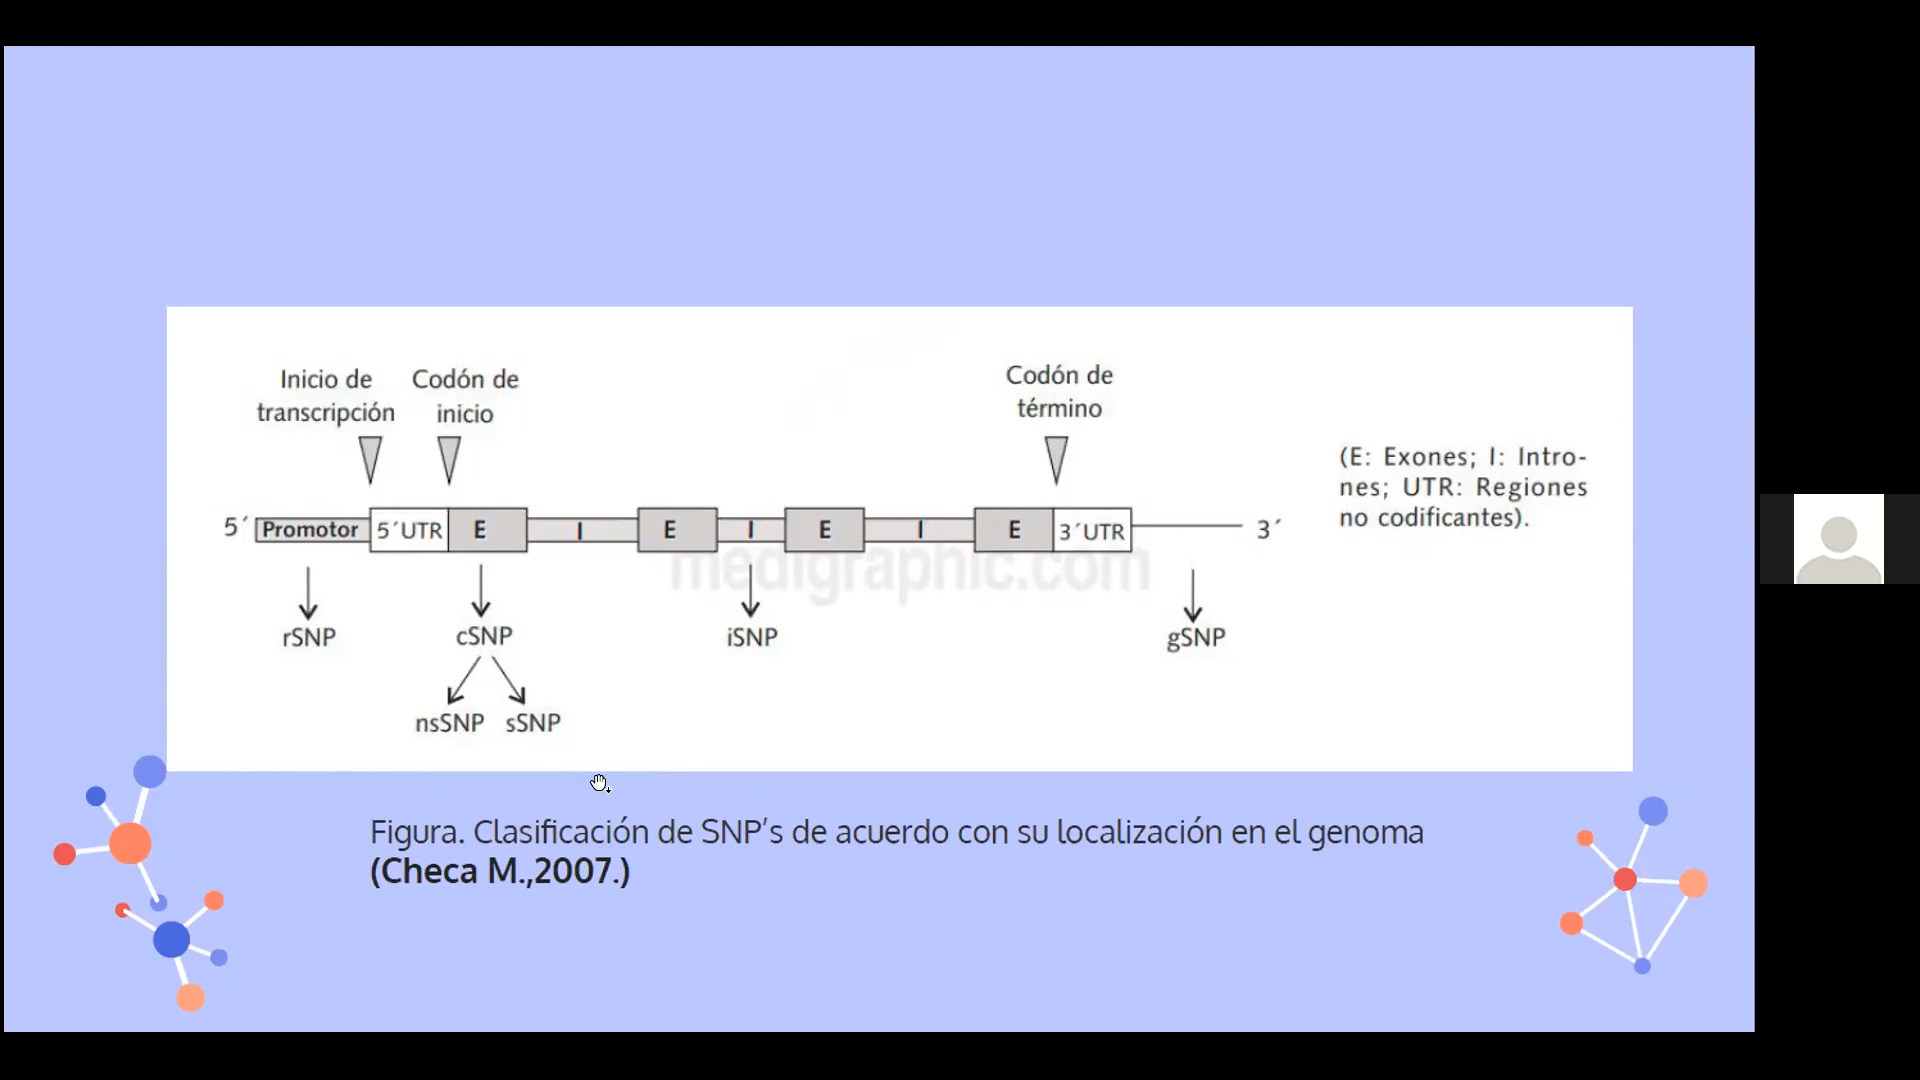 Inicio de
transcripción
Codón de
inicio
Codón de
término
(E: Exones; I: Intro-
nes; UTR: Regiones
no codificantes).
5´ Promotor 5´UTR E I E I E I E 3´UTR 3´
medigraphic.com
rSNP cSNP iSNP gSNP
nsSNP sSNP
Figura. Clasificación de SNP’s de acuerdo con su localización en el genoma
(Checa M.,2007.)